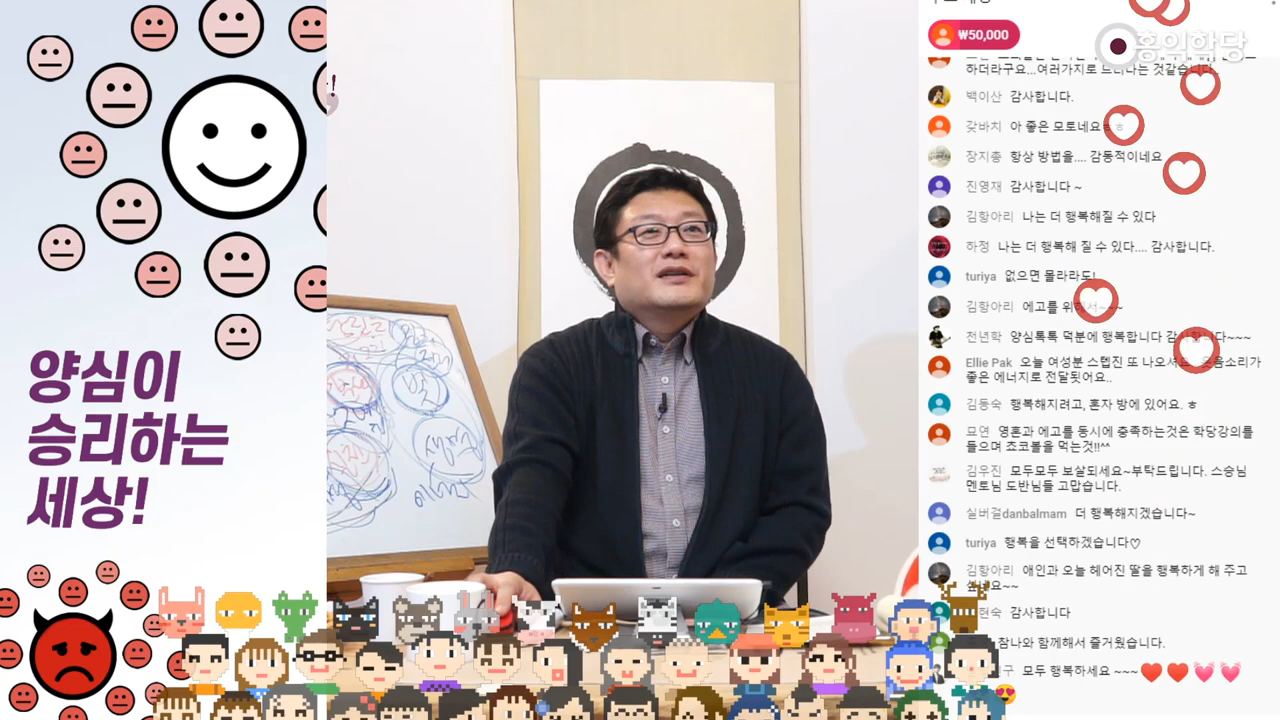 양심이
승리하는
세상!
₩50,000
홍익학당
백이산 감사합니다.
갖바치 아 좋은 모토네요
장지총 항상 방법을.... 감동적이네요
진영재 감사합니다 ~
김항아리 나는 더 행복해질 수 있다
하정 나는 더 행복해 질 수 있다.... 감사합니다.
turiya 없으면 몰라라도!
김항아리 에고를 위해서~~~
천년학 양심톡톡 덕분에 행복합니다 감사합니다~~~
Ellie Pak 오늘 여성분 스텝진 또 나오셔요 웃음소리가
좋은 에너지로 전달됫어요..
김동숙 행복해지려고, 혼자 방에 있어요. ㅎ
묘연 영혼과 에고를 동시에 충족하는것은 학당강의를
들으며 쵸코볼을 먹는것!!^^
김우진 모두모두 보살되세요~부탁드립니다. 스승님
멘토님 도반님들 고맙습니다.
실버걸danbalmam 더 행복해지겠습니다~
turiya 행복을 선택하겠습니다♡
김항아리 애인과 오늘 헤어진 딸을 행복하게 해 주고
싶네요~~
현숙 감사합니다
참나와 함께해서 즐거웠습니다.
구 모두 행복하세요 ~~~